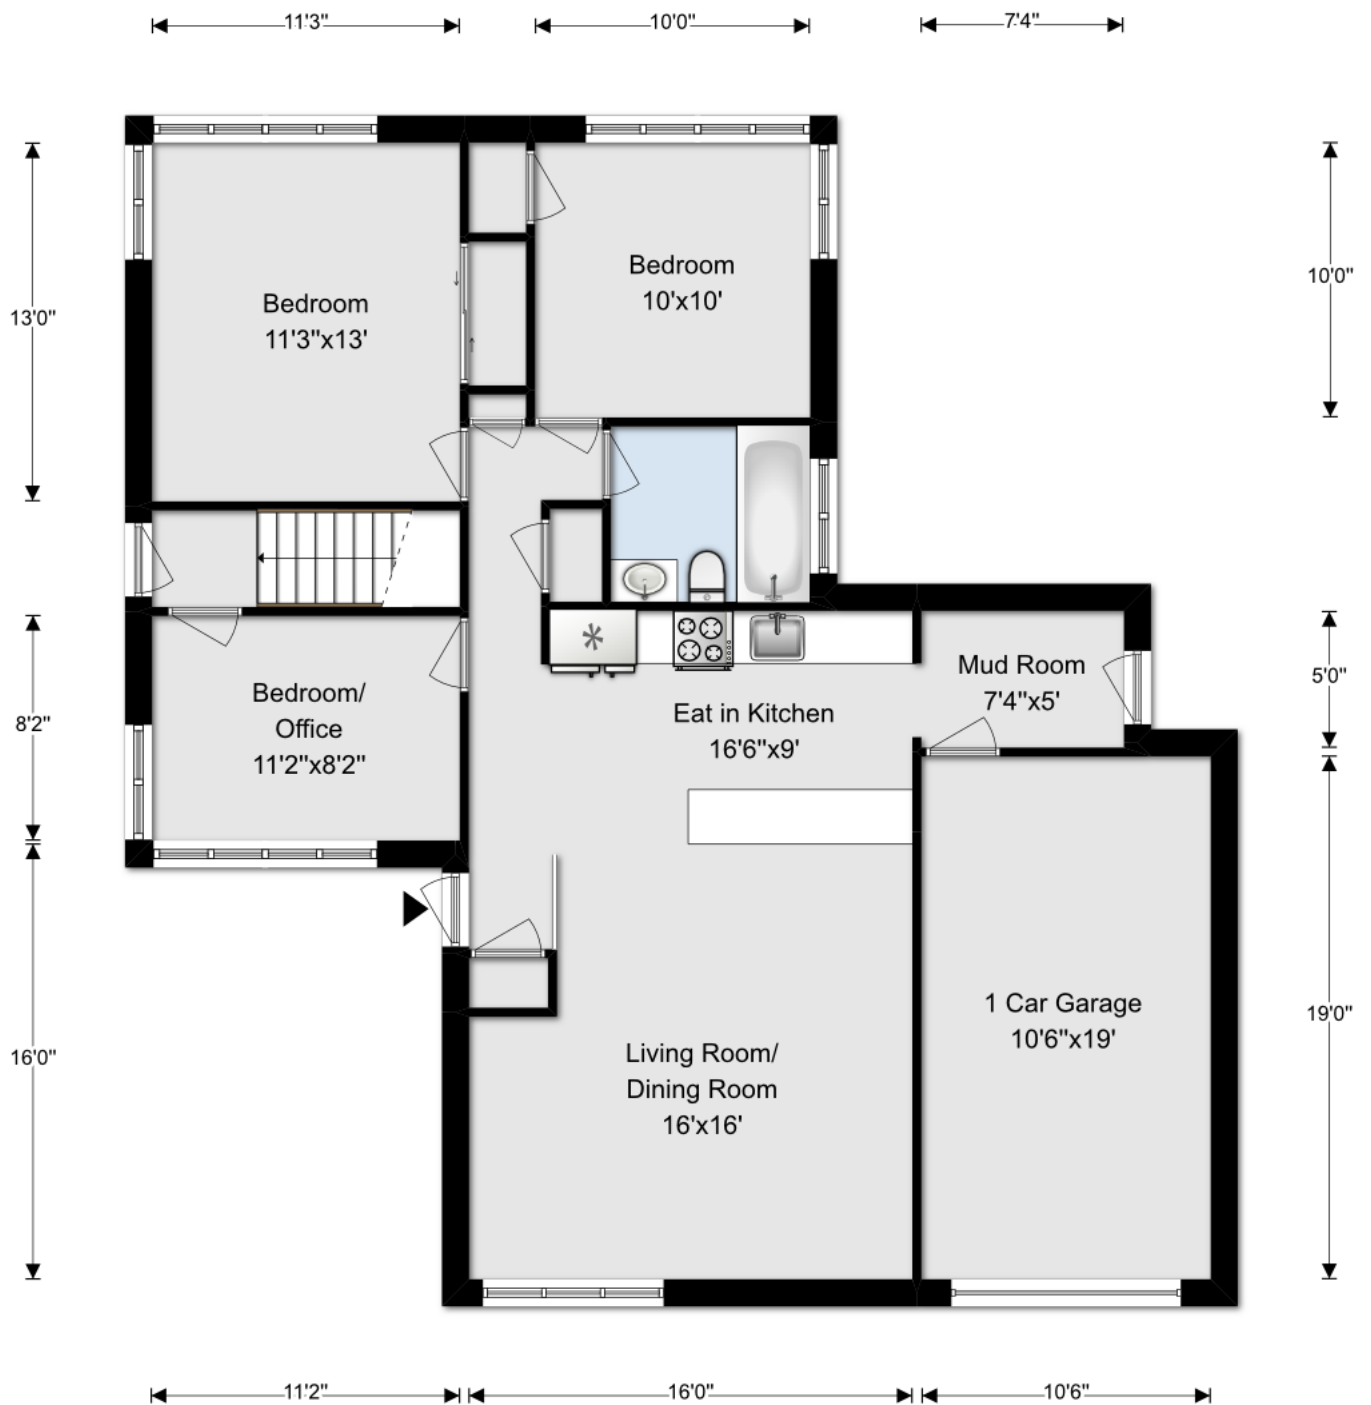 11'3"
10'0"
7'4"
13'0"
Bedroom
11'3"x13'
Bedroom
10'x10'
10'0"
8'2"
Bedroom/
Office
11'2"x8'2"
Eat in Kitchen
16'6"x9'
Mud Room
7'4"x5'
5'0"
16'0"
Living Room/
Dining Room
16'x16'
1 Car Garage
10'6"x19'
19'0"
11'2"
16'0"
10'6"